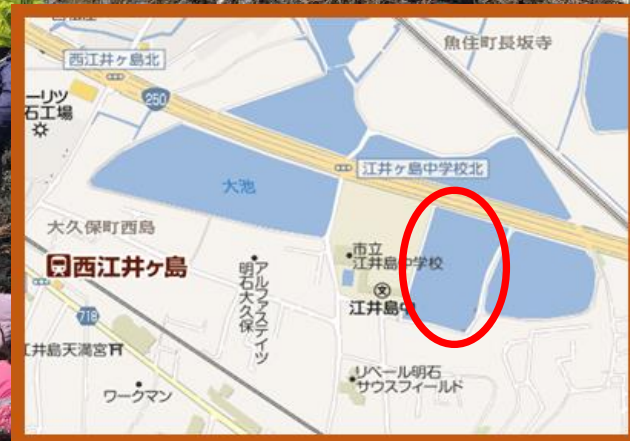 西江井ヶ島北
魚住町長坂寺
ーリツ
石工場
250
江井ヶ島中学校北
大池
大久保町西島
市立
江井島中学校
西江井ヶ島
アルファステイツ
明石大久保
文
江井島中
718
江井島天満宮
リベール明石
サウスフィールド
ワークマン